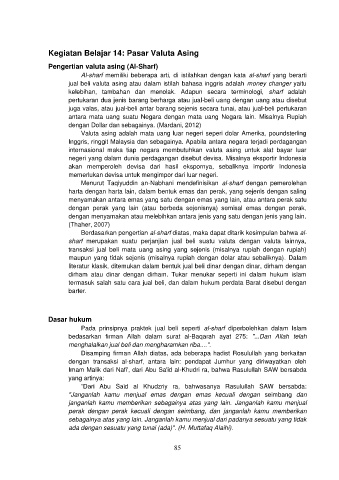 Kegiatan Belajar 14: Pasar Valuta Asing
Pengertian valuta asing (Al-Sharf)
Al-sharf memiliki beberapa arti, di istilahkan dengan kata al-sharf yang berarti
jual beli valuta asing atau dalam istilah bahasa inggris adalah money changer yaitu
kelebihan, tambahan dan menolak. Adapun secara terminologi, sharf adalah
pertukaran dua jenis barang berharga atau jual-beli uang dengan uang atau disebut
juga valas, atau jual-beli antar barang sejenis secara tunai, atau jual-beli pertukaran
antara mata uang suatu Negara dengan mata uang Negara lain. Misalnya Rupiah
dengan Dollar dan sebagainya. (Mardani, 2012)
Valuta asing adalah mata uang luar negeri seperi dolar Amerika, poundsterling
Inggris, ringgit Malaysia dan sebagainya. Apabila antara negara terjadi perdagangan
internasional maka tiap nagara membutuhkan valuta asing untuk alat bayar luar
negeri yang dalam dunia perdagangan disebut devisa. Misalnya eksportir Indonesia
akan memperoleh devisa dari hasil ekspornya, sebaliknya importir Indonesia
memerlukan devisa untuk mengimpor dari luar negeri.
Menurut Taqiyuddin an-Nabhani mendefinisikan al-sharf dengan pemerolehan
harta dengan harta lain, dalam bentuk emas dan perak, yang sejenis dengan saling
menyamakan antara emas yang satu dengan emas yang lain, atau antara perak satu
dengan perak yang lain (atau berbeda sejenisnya) semisal emas dengan perak,
dengan menyamakan atau melebihkan antara jenis yang satu dengan jenis yang lain.
(Thaher, 2007)
Berdasarkan pengertian al-sharf diatas, maka dapat ditarik kesimpulan bahwa al-
sharf merupakan suatu perjanjian jual beli suatu valuta dengan valuta lainnya,
transaksi jual beli mata uang asing yang sejenis (misalnya rupiah dengan rupiah)
maupun yang tidak sejenis (misalnya rupiah dengan dolar atau sebaliknya). Dalam
literatur klasik, ditemukan dalam bentuk jual beli dinar dengan dinar, dirham dengan
dirham atau dinar dengan dirham. Tukar menukar seperti ini dalam hukum islam
termasuk salah satu cara jual beli, dan dalam hukum perdata Barat disebut dengan
barter.
Dasar hukum
Pada prinsipnya praktek jual beli seperti al-sharf diperbolehkan dalam Islam
bedasarkan firman Allah dalam surat al-Baqarah ayat 275: "...Dan Allah telah
menghalalkan jual beli dan mengharamkan riba....".
Disamping firman Allah diatas, ada beberapa hadist Rosulullah yang berkaitan
dengan transaksi al-sharf, antara lain: pendapat Jumhur yang diriwayatkan oleh
Imam Malik dari Nafi', dari Abu Sa'id al-Khudri ra, bahwa Rasulullah SAW bersabda
yang artinya:
"Dari Abu Said al Khudzriy ra, bahwasanya Rasulullah SAW bersabda:
"Janganlah kamu menjual emas dengan emas kecuali dengan seimbang dan
janganlah kamu memberikan sebagainya atas yang lain. Janganlah kamu menjual
perak dengan perak kecuali dengan seimbang, dan janganlah kamu memberikan
sebagainya atas yang lain. Janganlah kamu menjual dari padanya sesuatu yang tidak
ada dengan sesuatu yang tunai (ada)". (H. Muttafaq Alaihi).
85